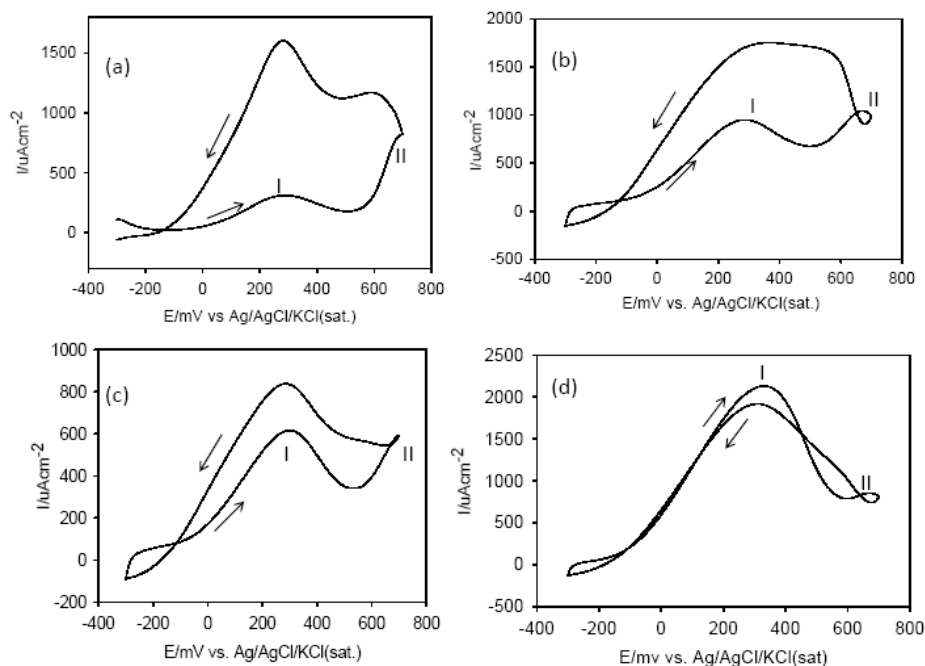 (a)
1500
1000
500
0
I/uAcm-2
I
II
-400 -200 0 200 400 600 800
E/mV vs Ag/AgCl/KCl(sat.)
(b)
2000
1500
1000
500
0
-500
I/uAcm-2
I
II
-400 -200 0 200 400 600 800
E/mV vs. Ag/AgCl/KCl(sat.)
(c)
1000
800
600
400
200
0
-200
I/uAcm-2
I
II
-400 -200 0 200 400 600 800
E/mV vs. Ag/AgCl/KCl(sat.)
(d)
2500
2000
1500
1000
500
0
-500
I/uAcm-2
I
II
-400 -200 0 200 400 600 800
E/mV vs. Ag/AgCl/KCl(sat)